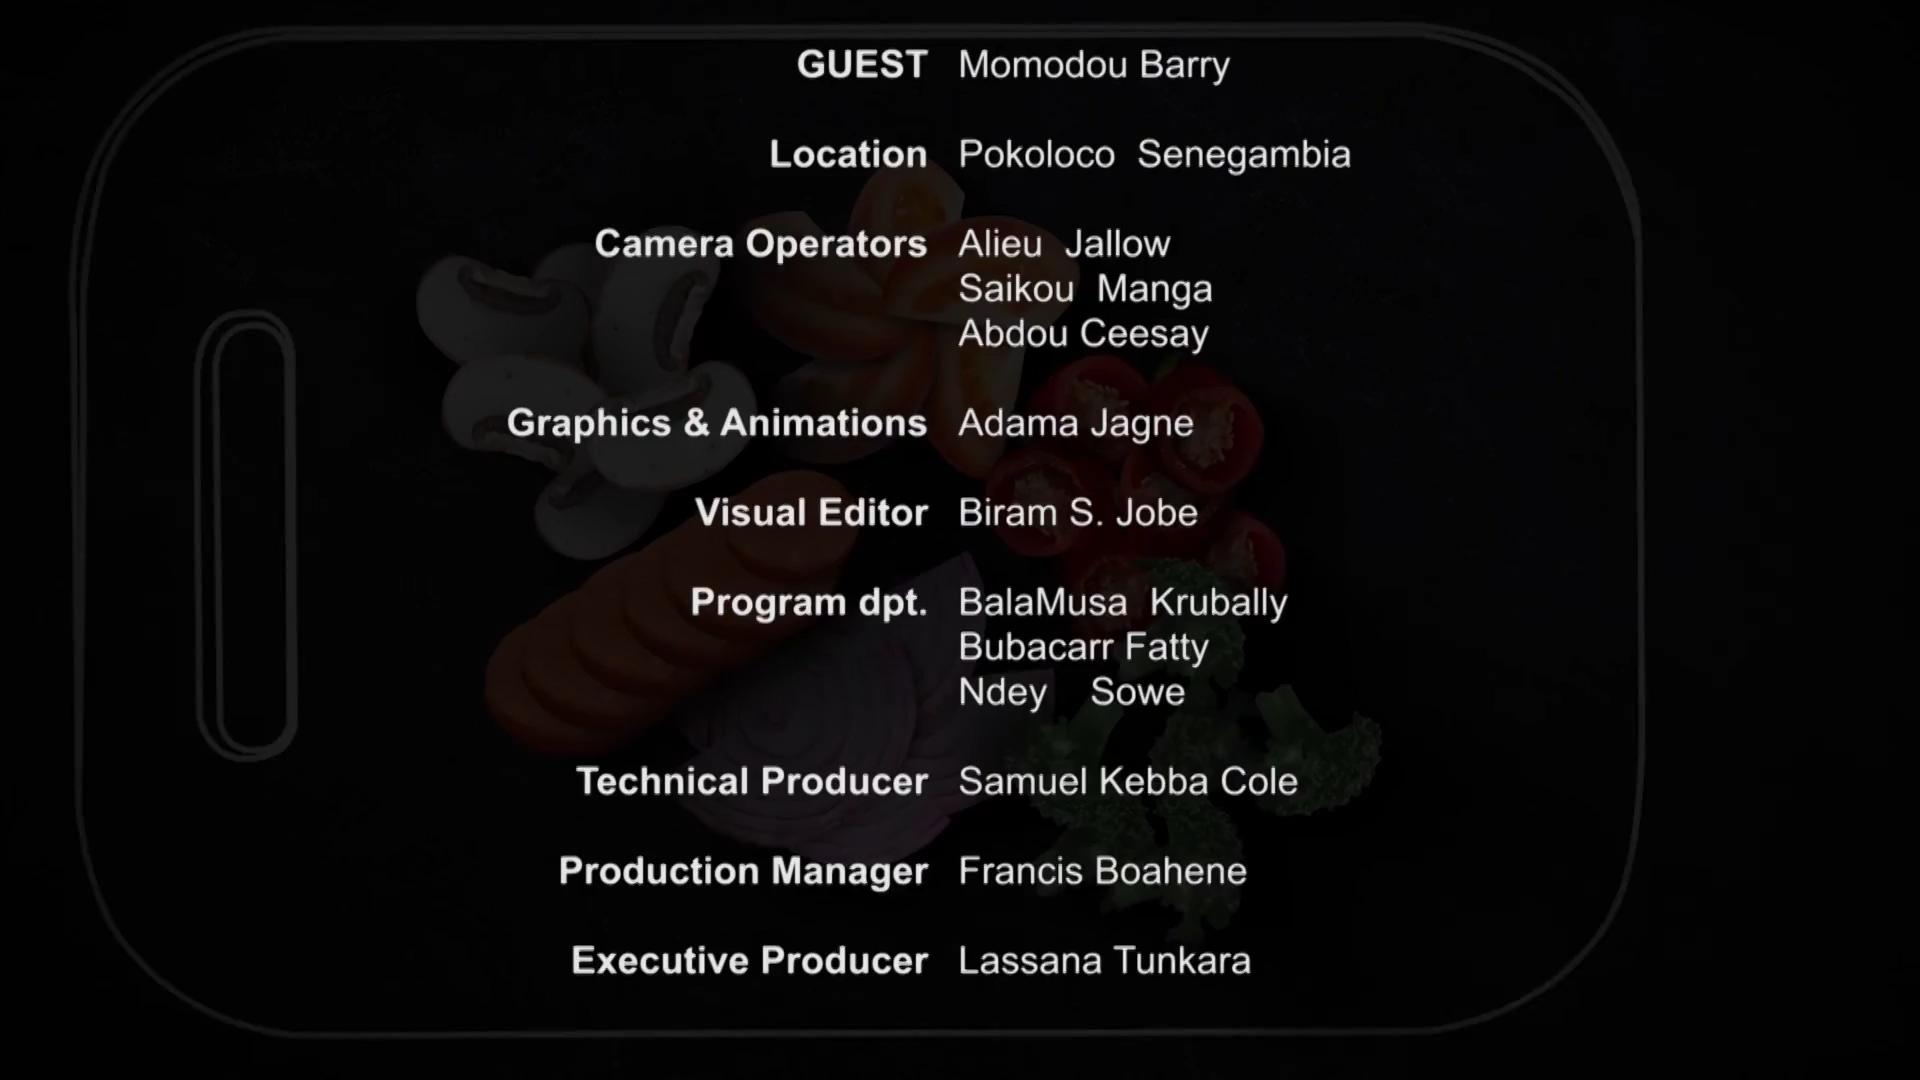 GUEST Momodou Barry
Location Pokoloco Senegambia
Camera Operators Alieu Jallow
Saikou Manga
Abdou Ceesay
Graphics & Animations Adama Jagne
Visual Editor Biram S. Jobe
Program dpt. BalaMusa Krubally
Bubacarr Fatty
Ndey Sowe
Technical Producer Samuel Kebba Cole
Production Manager Francis Boahene
Executive Producer Lassana Tunkara